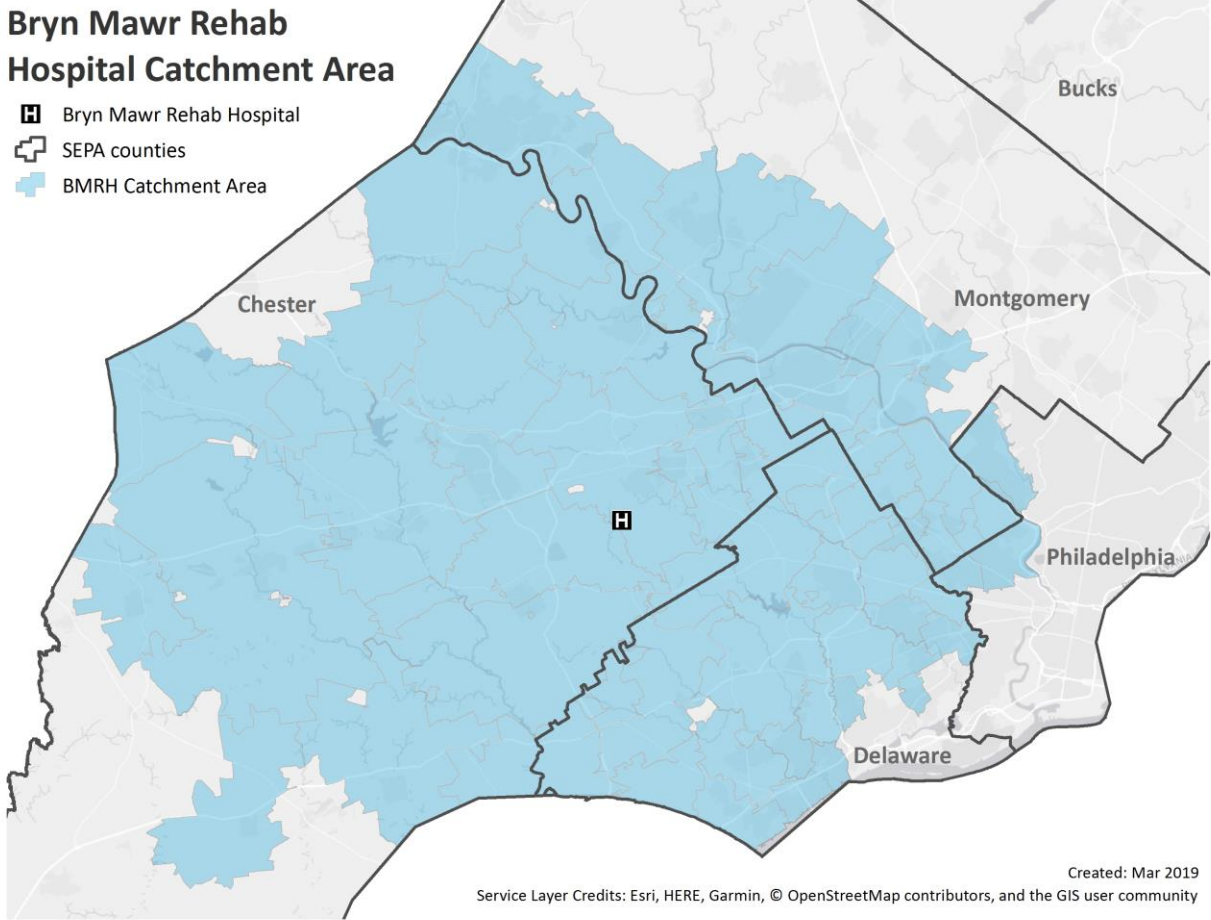 Bryn Mawr Rehab
Hospital Catchment Area
H Bryn Mawr Rehab Hospital
SEPA counties
BMRH Catchment Area
Bucks
Chester
Montgomery
H
Philadelphia
Delaware
Created: Mar 2019
Service Layer Credits: Esri, HERE, Garmin, © OpenStreetMap contributors, and the GIS user community